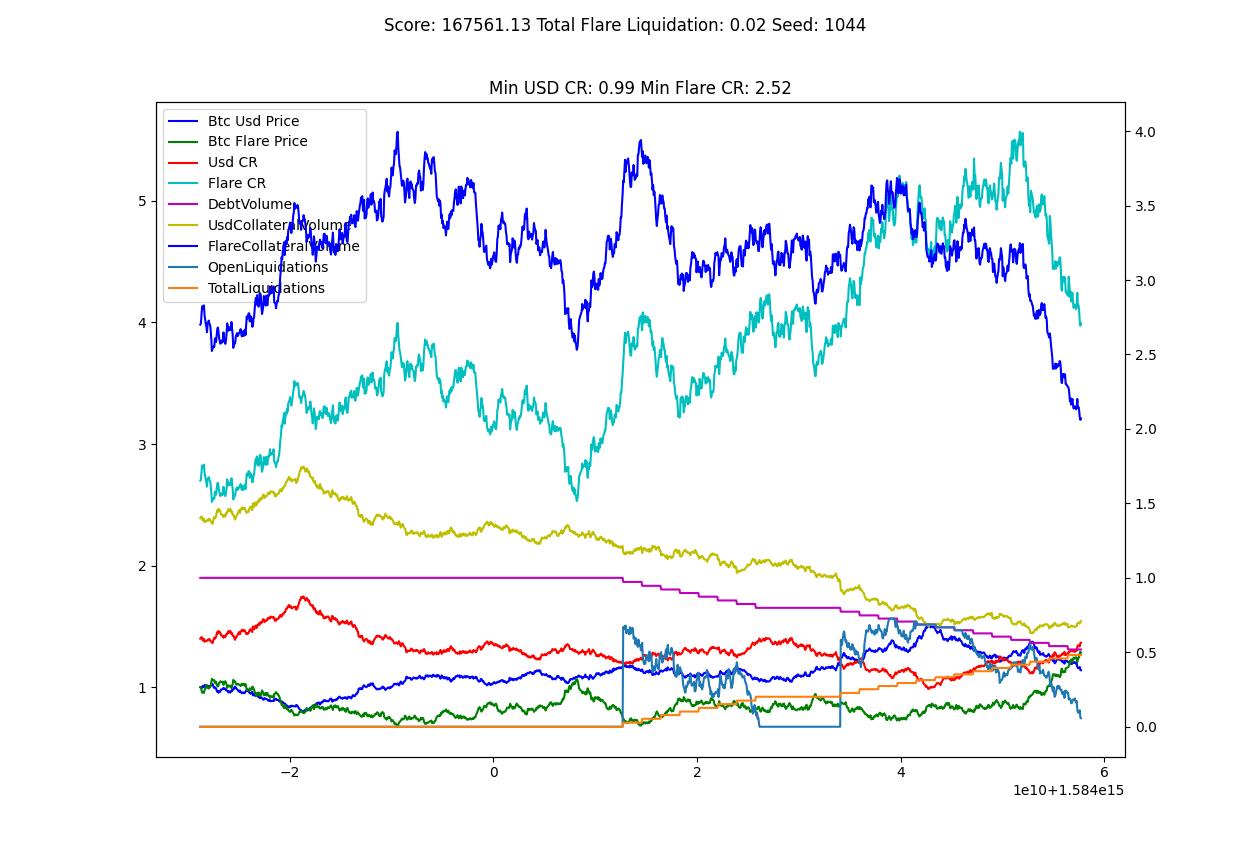 Score: 167561.13 Total Flare Liquidation: 0.02 Seed: 1044
Min USD CR: 0.99 Min Flare CR: 2.52
Btc Usd Price
Btc Flare Price
Usd CR
Flare CR
DebtVolume
UsdCollateralVolume
FlareCollateralVolume
OpenLiquidations
TotalLiquidations
5
4
3
2
1
4.0
3.5
3.0
2.5
2.0
1.5
1.0
0.5
0.0
−2 0 2 4 6
1e10+1.584e15